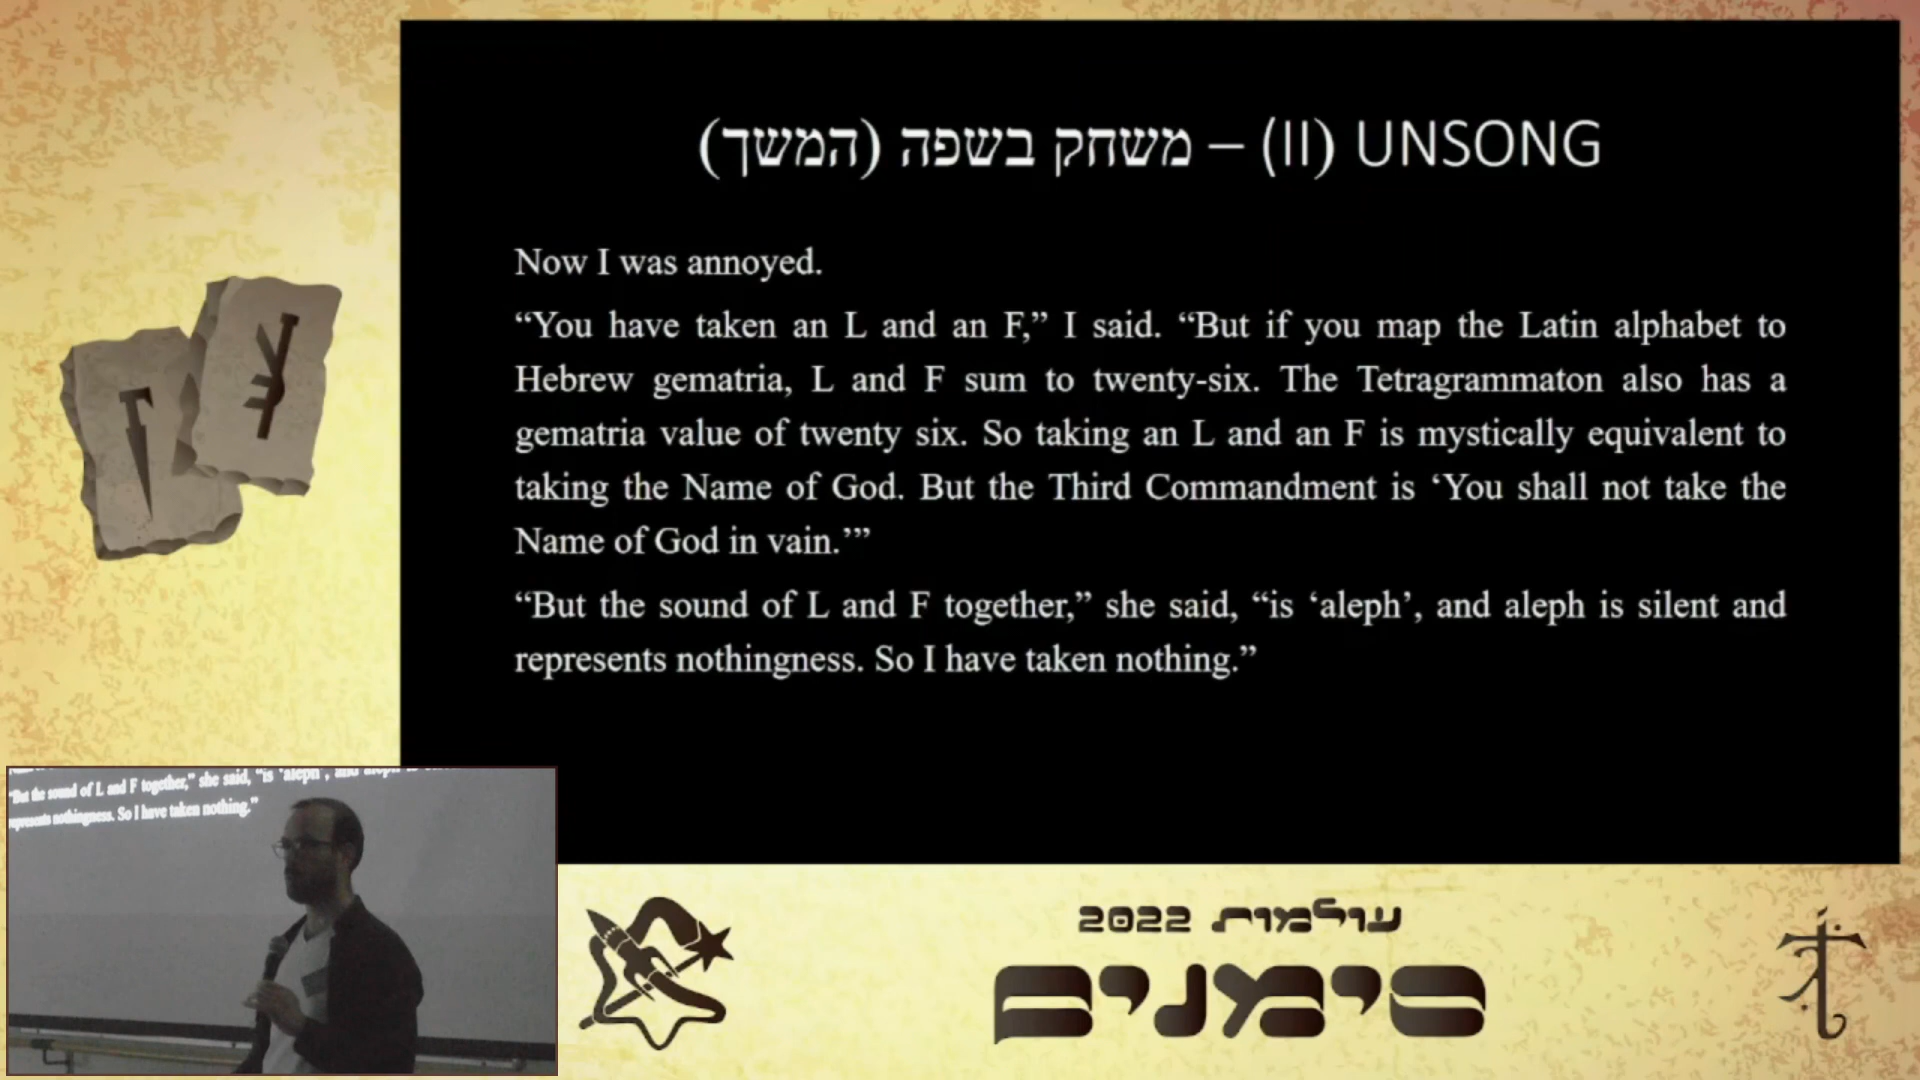 משחק בשפה (המשך) – (II) UNSONG
Now I was annoyed.
“You have taken an L and an F,” I said. “But if you map the Latin alphabet to
Hebrew gematria, L and F sum to twenty-six. The Tetragrammaton also has a
gematria value of twenty six. So taking an L and an F is mystically equivalent to
taking the Name of God. But the Third Commandment is ‘You shall not take the
Name of God in vain.’”
“But the sound of L and F together,” she said, “is ‘aleph’, and aleph is silent and
represents nothingness. So I have taken nothing.”
“But the sound of L and F together,” she said, “is ‘aleph’, and aleph
represents nothingness. So I have taken nothing.”
עולמות 2022
סימנים